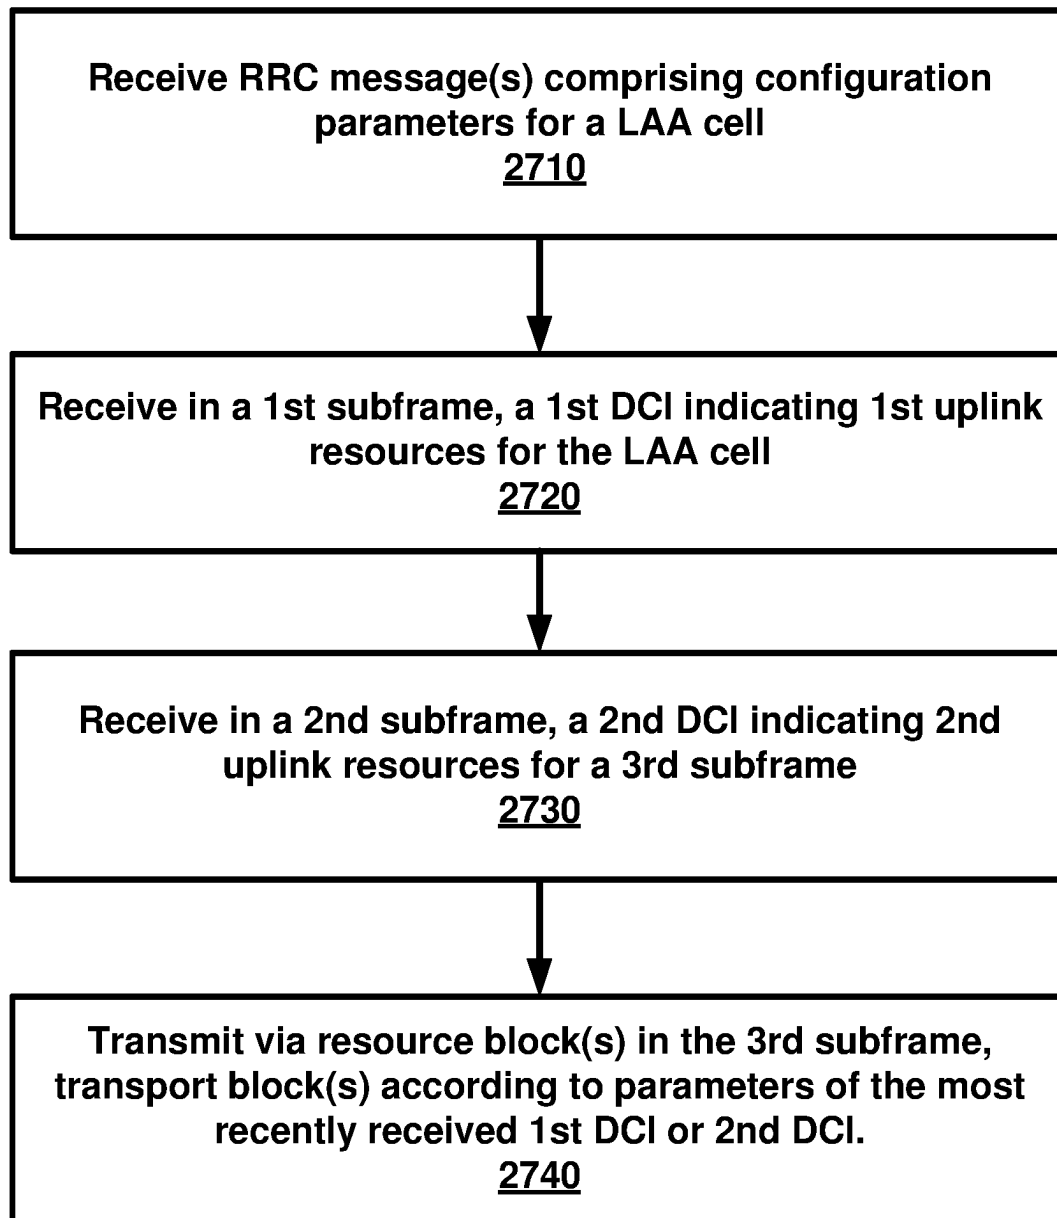 Receive RRC message(s) comprising configuration
parameters for a LAA cell
2710
Receive in a 1st subframe, a 1st DCI indicating 1st uplink
resources for the LAA cell
2720
Receive in a 2nd subframe, a 2nd DCI indicating 2nd
uplink resources for a 3rd subframe
2730
Transmit via resource block(s) in the 3rd subframe,
transport block(s) according to parameters of the most
recently received 1st DCI or 2nd DCI.
2740